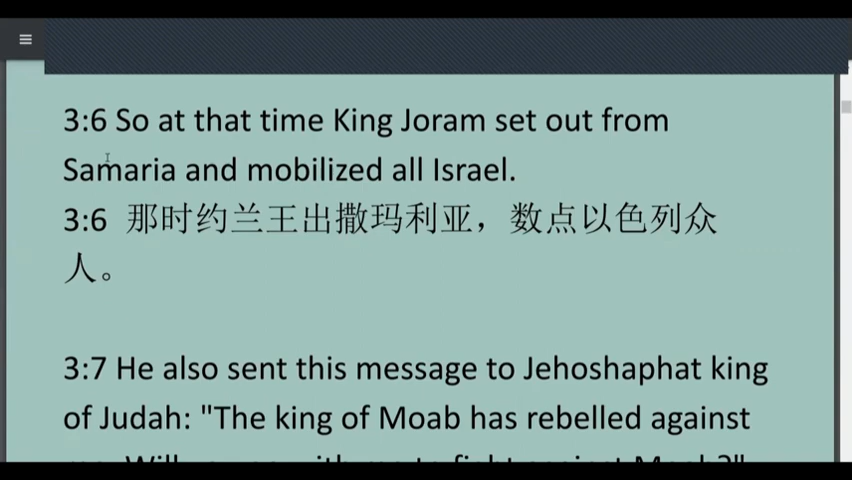 3:6 So at that time King Joram set out from
Samaria and mobilized all Israel.
3:6 那时约兰王出撒玛利亚，数点以色列众
人。
3:7 He also sent this message to Jehoshaphat king
of Judah: "The king of Moab has rebelled against